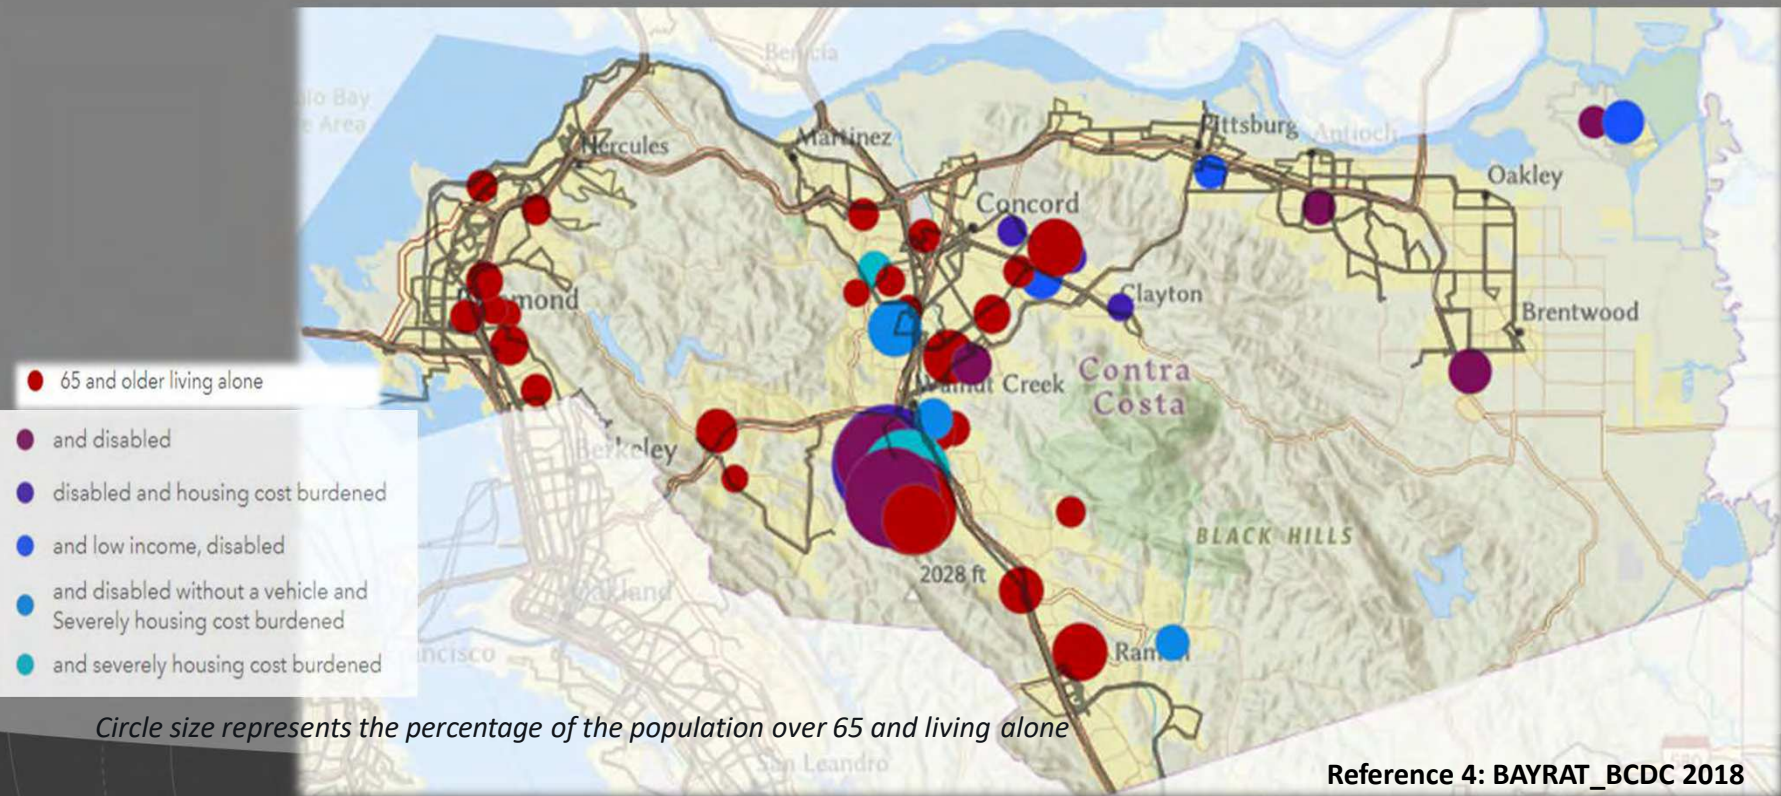 Benicia
Hercules
Martinez
Pittsburg
Antioch
Oakley
Concord
Clayton
Brentwood
Contra
Costa
Walnut Creek
Berkeley
BLACK HILLS
2028 ft
Oakland
San Leandro
65 and older living alone
and disabled
disabled and housing cost burdened
and low income, disabled
and disabled without a vehicle and
Severely housing cost burdened
and severely housing cost burdened
Circle size represents the percentage of the population over 65 and living alone
Reference 4: BAYRAT_BCDC 2018